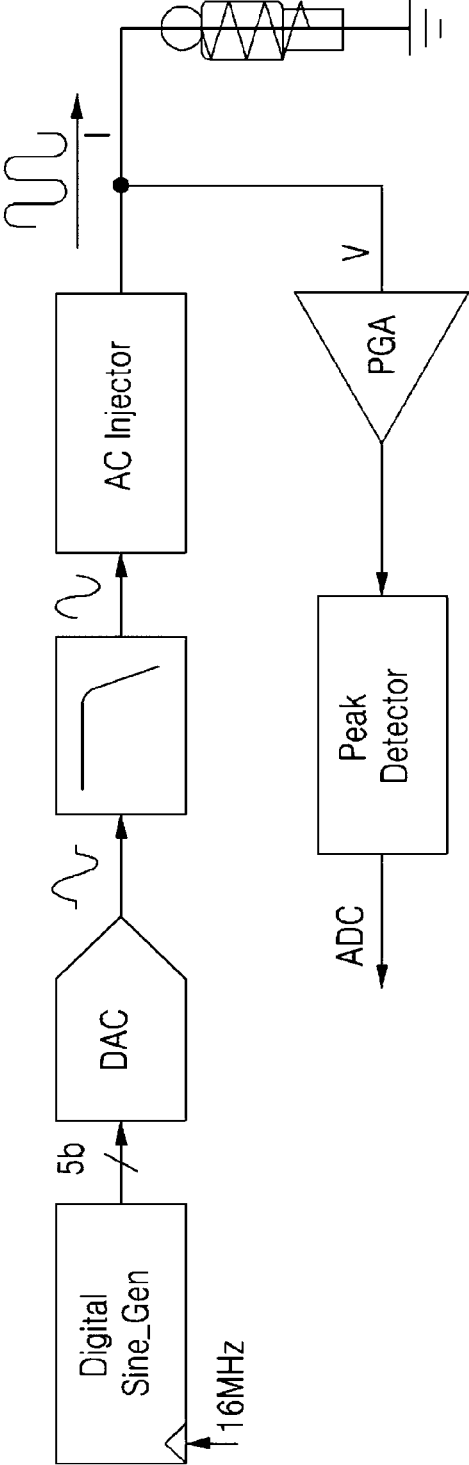 Digital
Sine_Gen
16MHz
5b
DAC
AC Injector
I
V
PGA
Peak
Detector
ADC